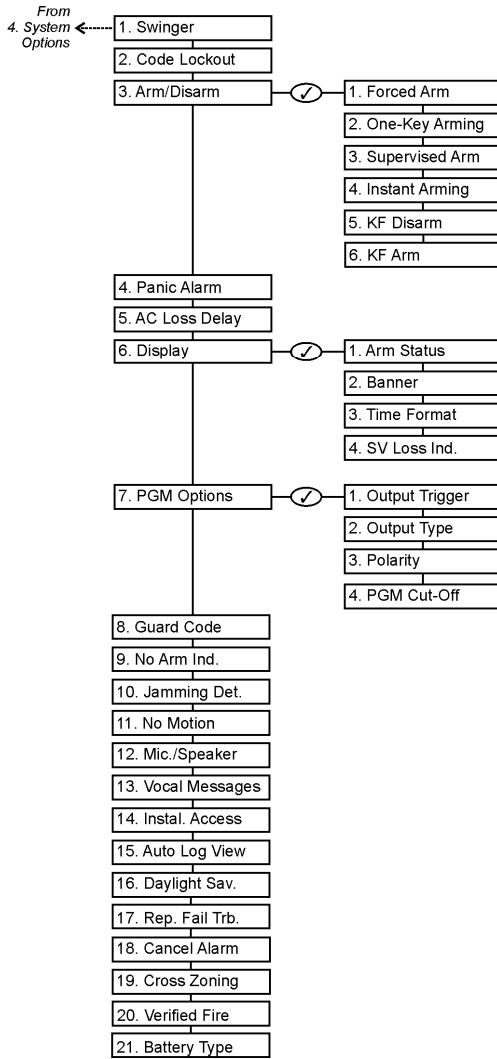 From
4. System
Options
1. Swinger
2. Code Lockout
3. Arm/Disarm
1. Forced Arm
2. One-Key Arming
3. Supervised Arm
4. Instant Arming
5. KF Disarm
6. KF Arm
4. Panic Alarm
5. AC Loss Delay
6. Display
1. Arm Status
2. Banner
3. Time Format
4. SV Loss Ind.
7. PGM Options
1. Output Trigger
2. Output Type
3. Polarity
4. PGM Cut-Off
8. Guard Code
9. No Arm Ind.
10. Jamming Det.
11. No Motion
12. Mic./Speaker
13. Vocal Messages
14. Instal. Access
15. Auto Log View
16. Daylight Sav.
17. Rep. Fail Trb.
18. Cancel Alarm
19. Cross Zoning
20. Verified Fire
21. Battery Type